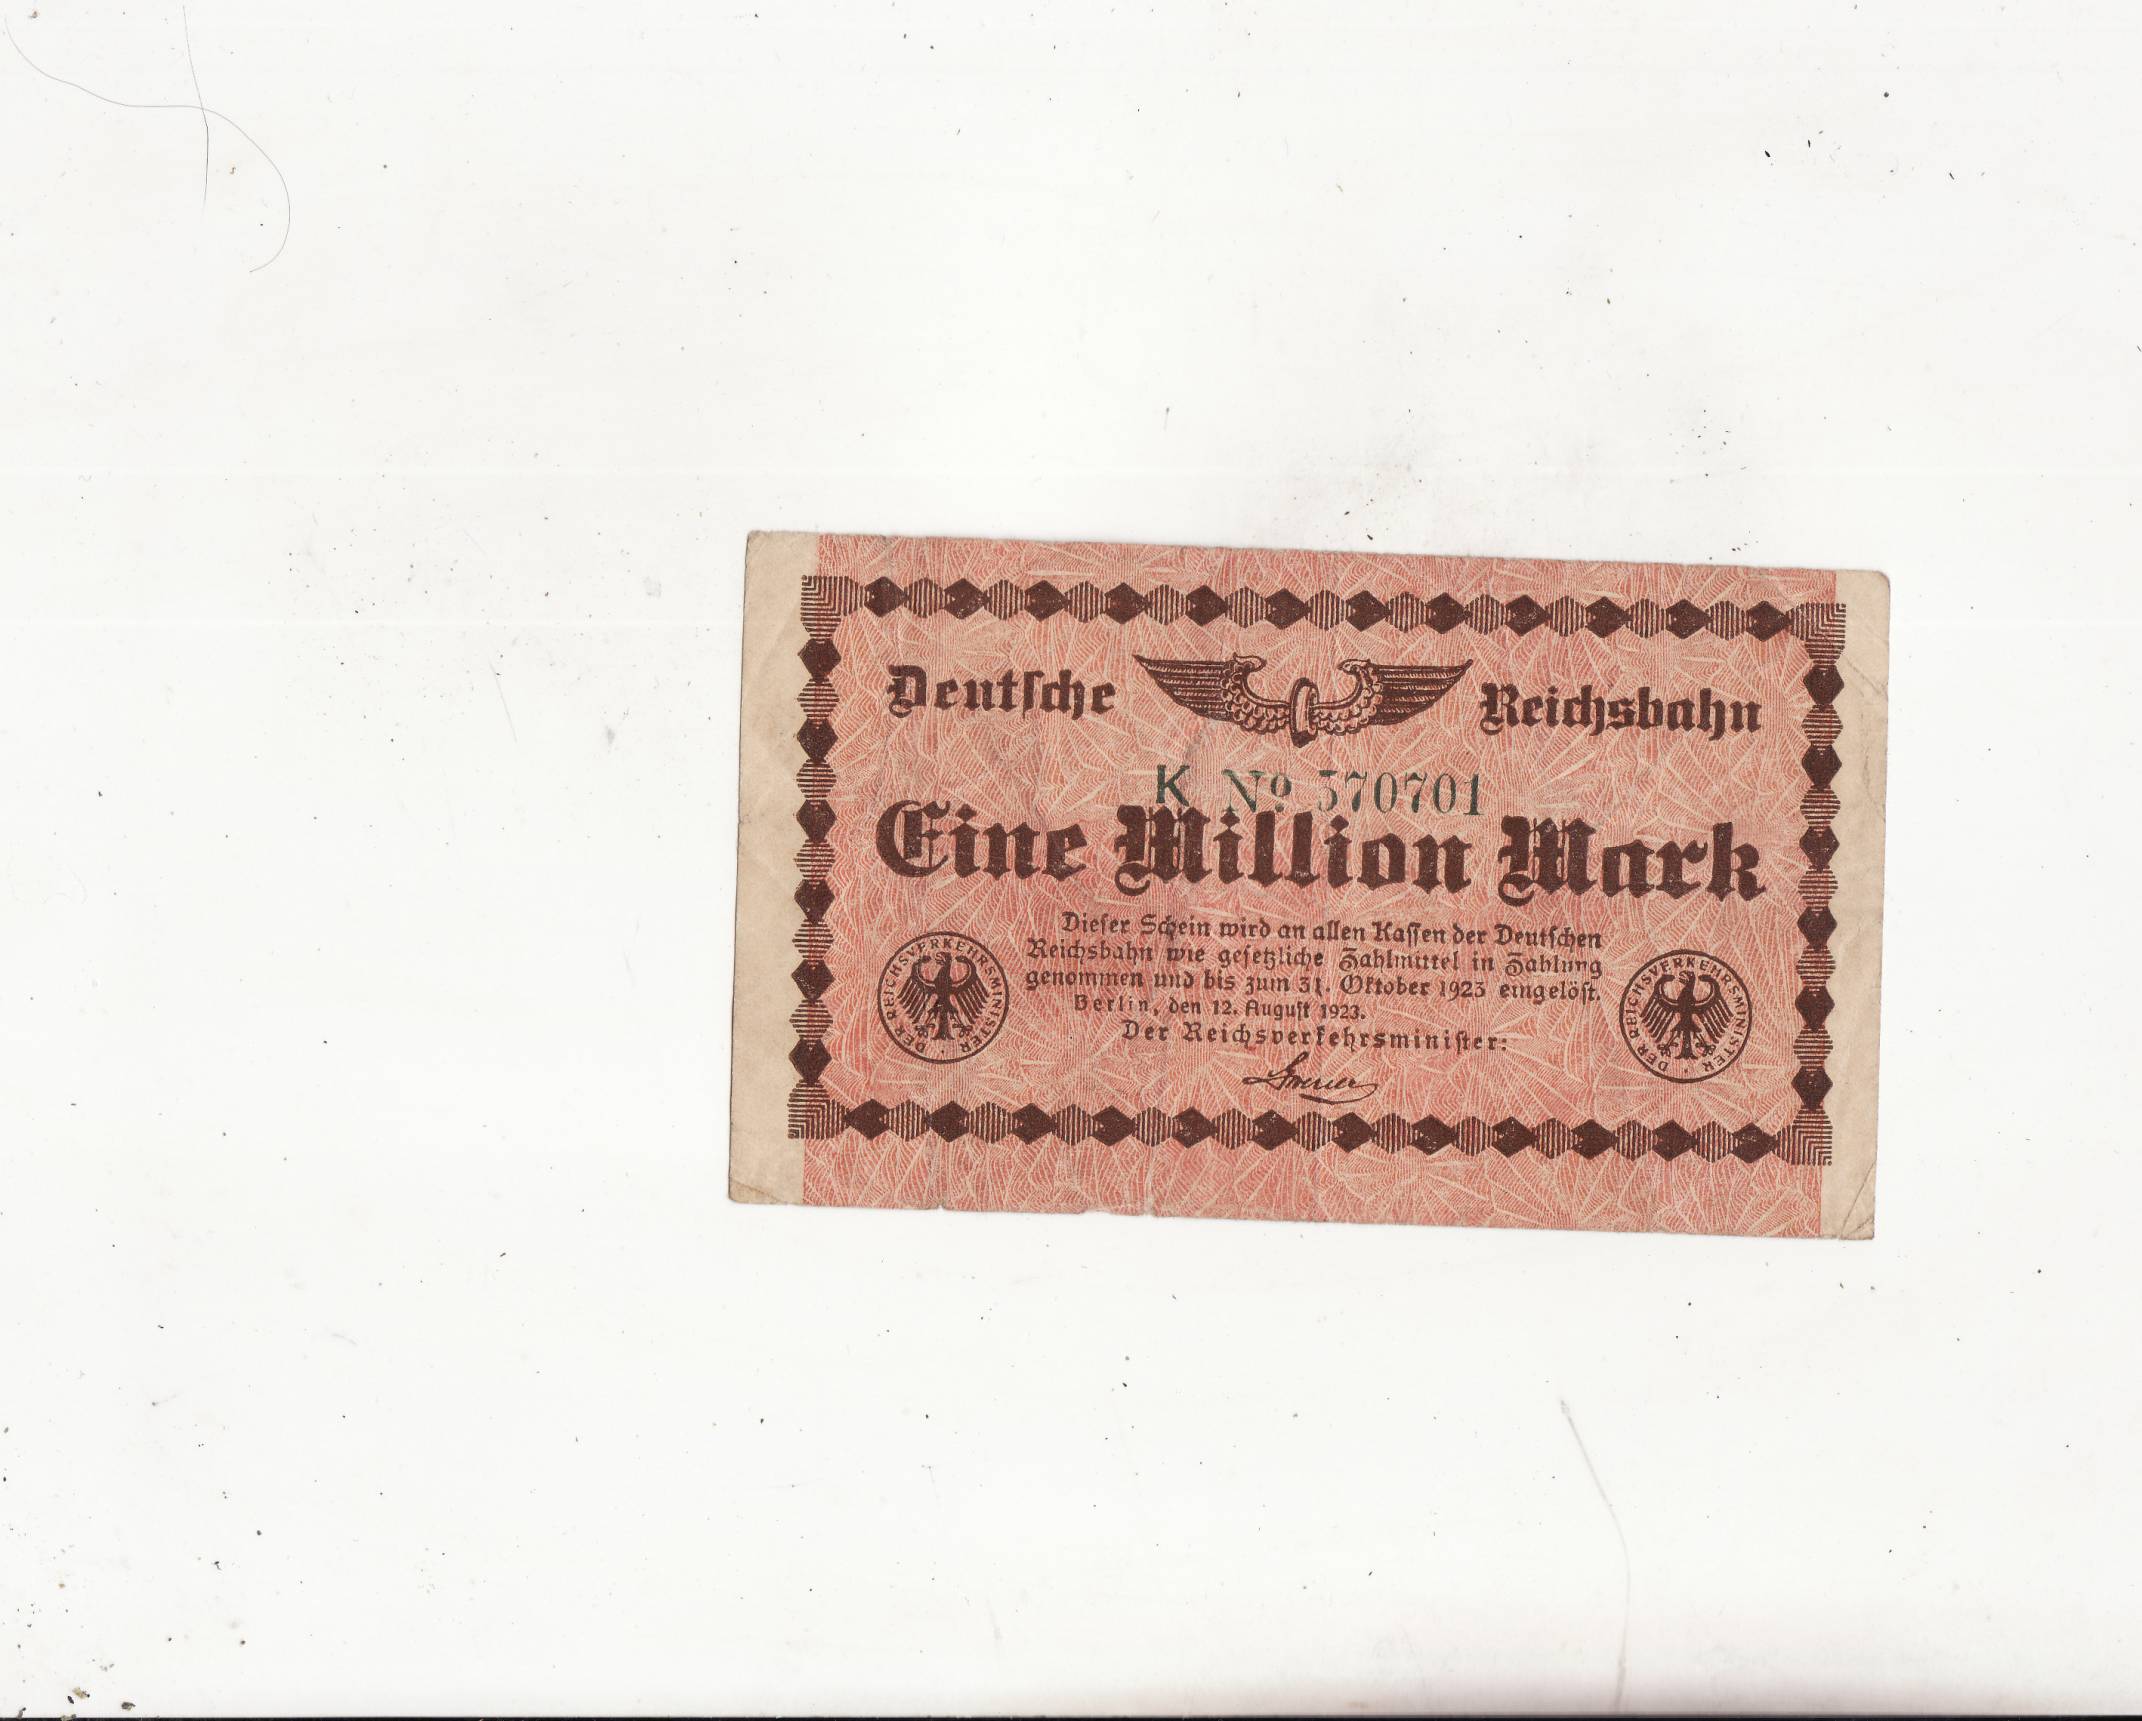 Deutsche Reichsbahn
K No 570701
Eine Million Mark
Dieser Schein wird an allen Kassen der Deutschen
Reichsbahn wie gesetzliche Zahlmittel in Zahlung
genommen und bis zum 31. Oktober 1923 eingelöst.
Berlin, den 12. August 1923.
Der Reichsverkehrsminister:
Groener
DER REICHSVERKEHRSMINISTER
DER REICHSVERKEHRSMINISTER